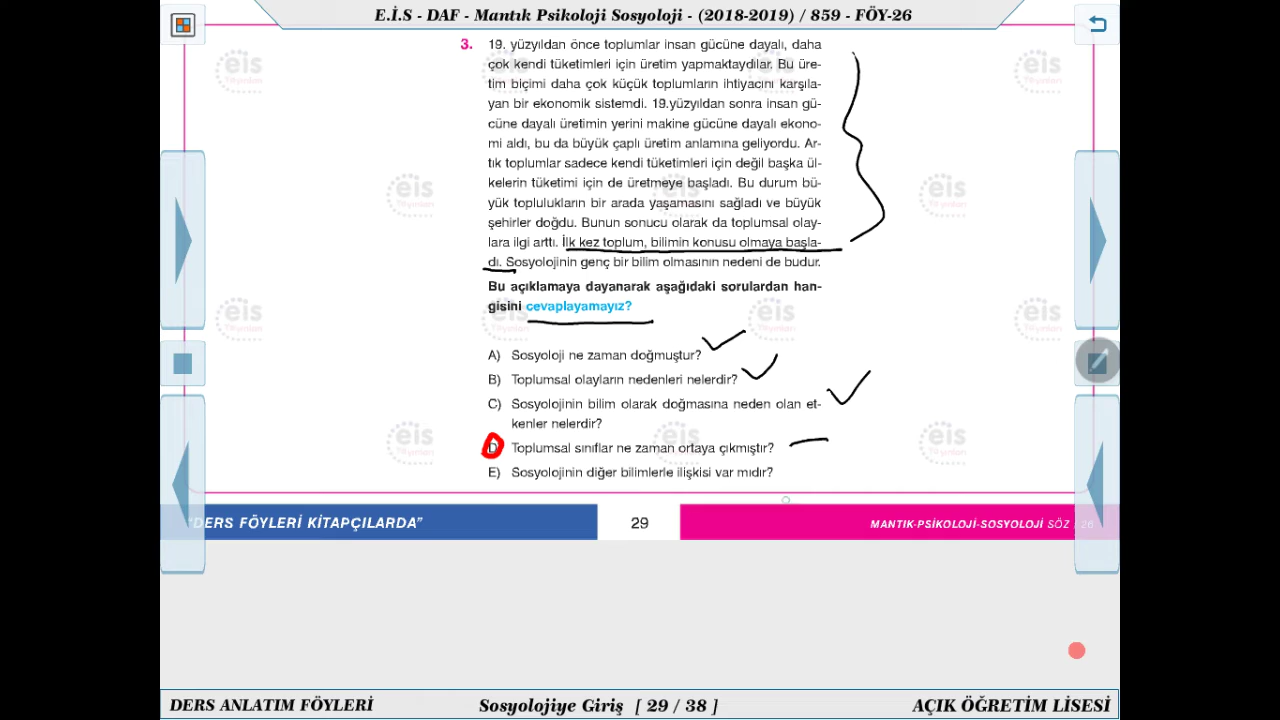 E.İ.S - DAF - Mantık Psikoloji Sosyoloji - (2018-2019) / 859 - FÖY-26
3. 19. yüzyıldan önce toplumlar insan gücüne dayalı, daha
çok kendi tüketimleri için üretim yapmaktaydılar. Bu üre-
tim biçimi daha çok küçük toplumların ihtiyacını karşıla-
yan bir ekonomik sistemdi. 19.yüzyıldan sonra insan gü-
cüne dayalı üretimin yerini makine gücüne dayalı ekono-
mi aldı, bu da büyük çaplı üretim anlamına geliyordu. Ar-
tık toplumlar sadece kendi tüketimleri için değil başka ül-
kelerin tüketimi için de üretmeye başladı. Bu durum bü-
yük toplulukların bir arada yaşamasını sağladı ve büyük
şehirler doğdu. Bunun sonucu olarak da toplumsal olay-
lara ilgi arttı. İlk kez toplum, bilimin konusu olmaya başla-
dı. Sosyolojinin genç bir bilim olmasının nedeni de budur.
Bu açıklamaya dayanarak aşağıdaki sorulardan han-
gisini cevaplayamayız?
A) Sosyoloji ne zaman doğmuştur?
B) Toplumsal olayların nedenleri nelerdir?
C) Sosyolojinin bilim olarak doğmasına neden olan et-
kenler nelerdir?
D) Toplumsal sınıflar ne zaman ortaya çıkmıştır?
E) Sosyolojinin diğer bilimlerle ilişkisi var mıdır?
"DERS FÖYLERİ KİTAPÇILARDA"
29
MANTIK-PSİKOLOJİ-SOSYOLOJİ SÖZ / 26
DERS ANLATIM FÖYLERİ
Sosyolojiye Giriş [ 29 / 38 ]
AÇIK ÖĞRETİM LİSESİ
eis
Yayınları